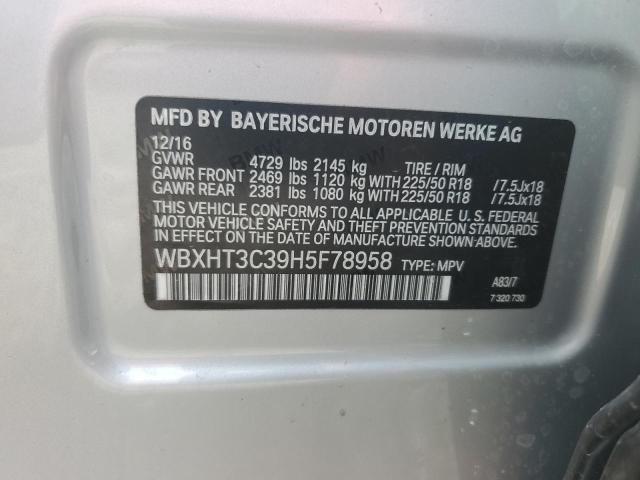 MFD BY BAYERISCHE MOTOREN WERKE AG
12/16
GVWR 4729 lbs 2145 kg TIRE / RIM
GAWR FRONT 2469 lbs 1120 kg WITH 225/50 R18 /7.5Jx18
GAWR REAR 2381 lbs 1080 kg WITH 225/50 R18 /7.5Jx18
THIS VEHICLE CONFORMS TO ALL APPLICABLE U. S. FEDERAL
MOTOR VEHICLE SAFETY AND THEFT PREVENTION
STANDARDS IN EFFECT ON THE DATE OF MANUFACTURE SHOWN ABOVE.
WBXHT3C39H5F78958 TYPE: MPV
A83/7
7 320 730